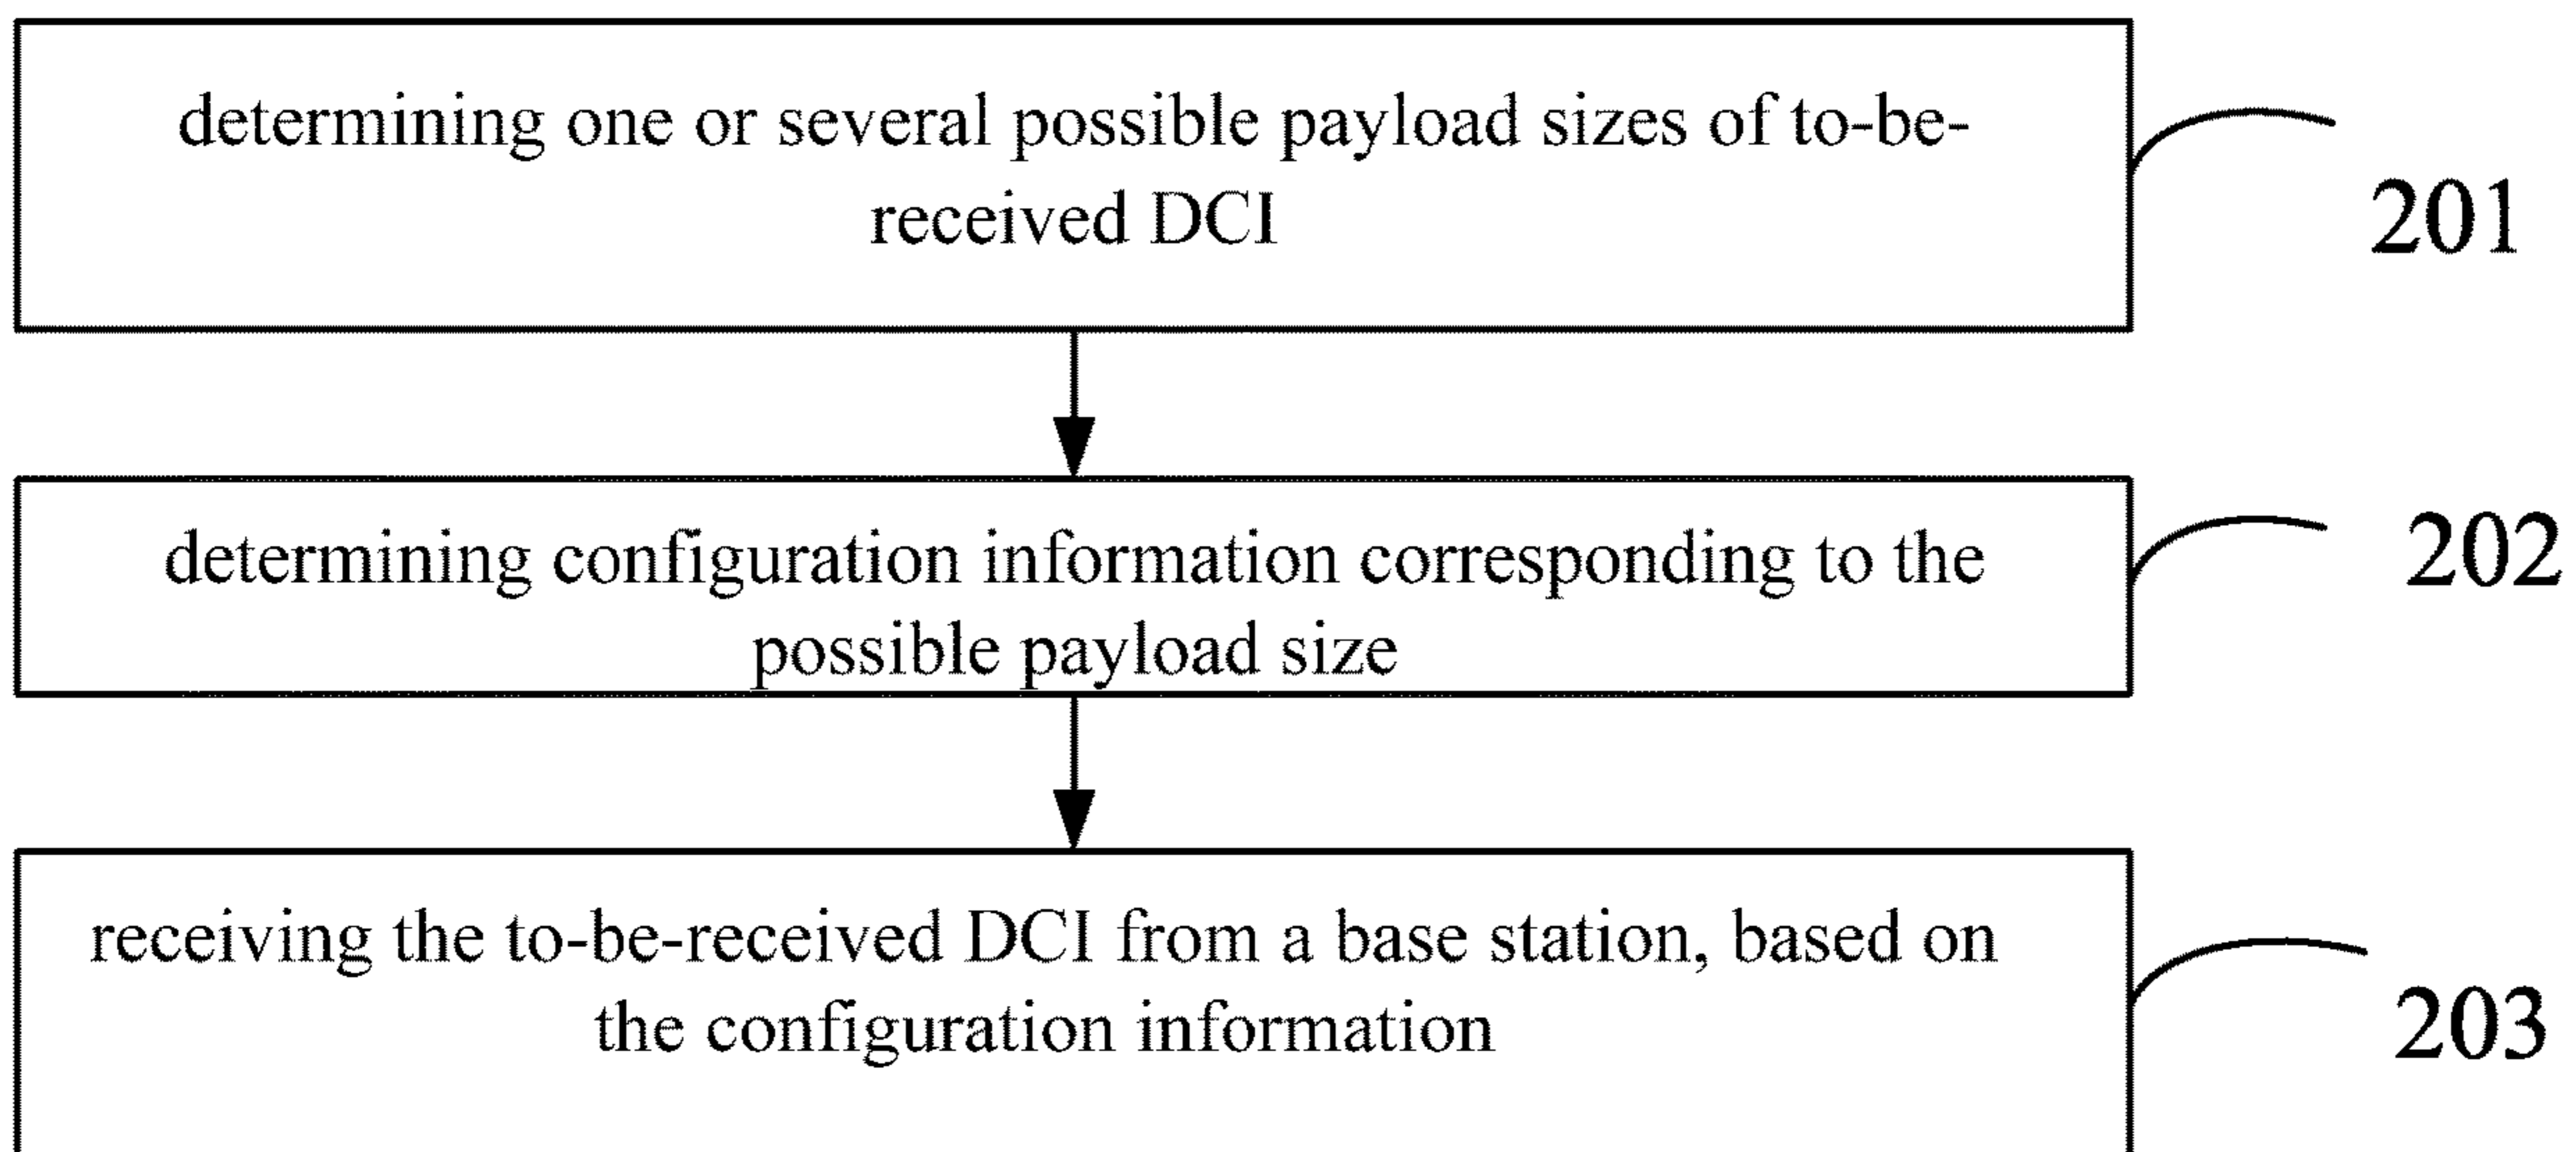 determining one or several possible payload sizes of to-be-
received DCI
201
determining configuration information corresponding to the
possible payload size
202
receiving the to-be-received DCI from a base station, based on
the configuration information
203